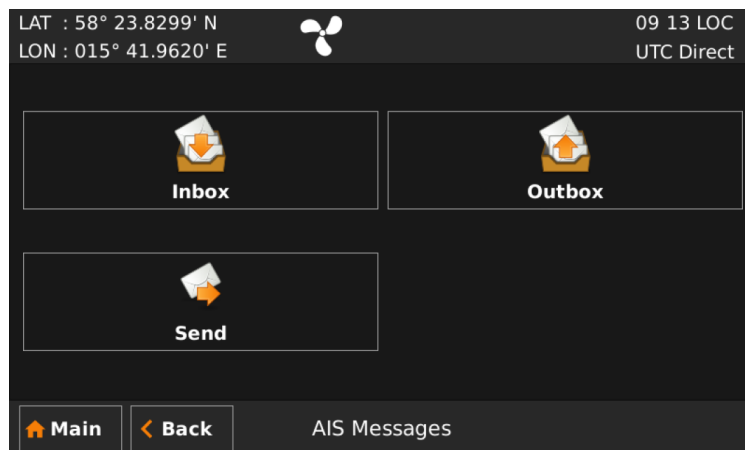 LAT : 58° 23.8299' N
09 13 LOC
LON : 015° 41.9620' E
UTC Direct
Inbox
Outbox
Send
Main
Back
AIS Messages